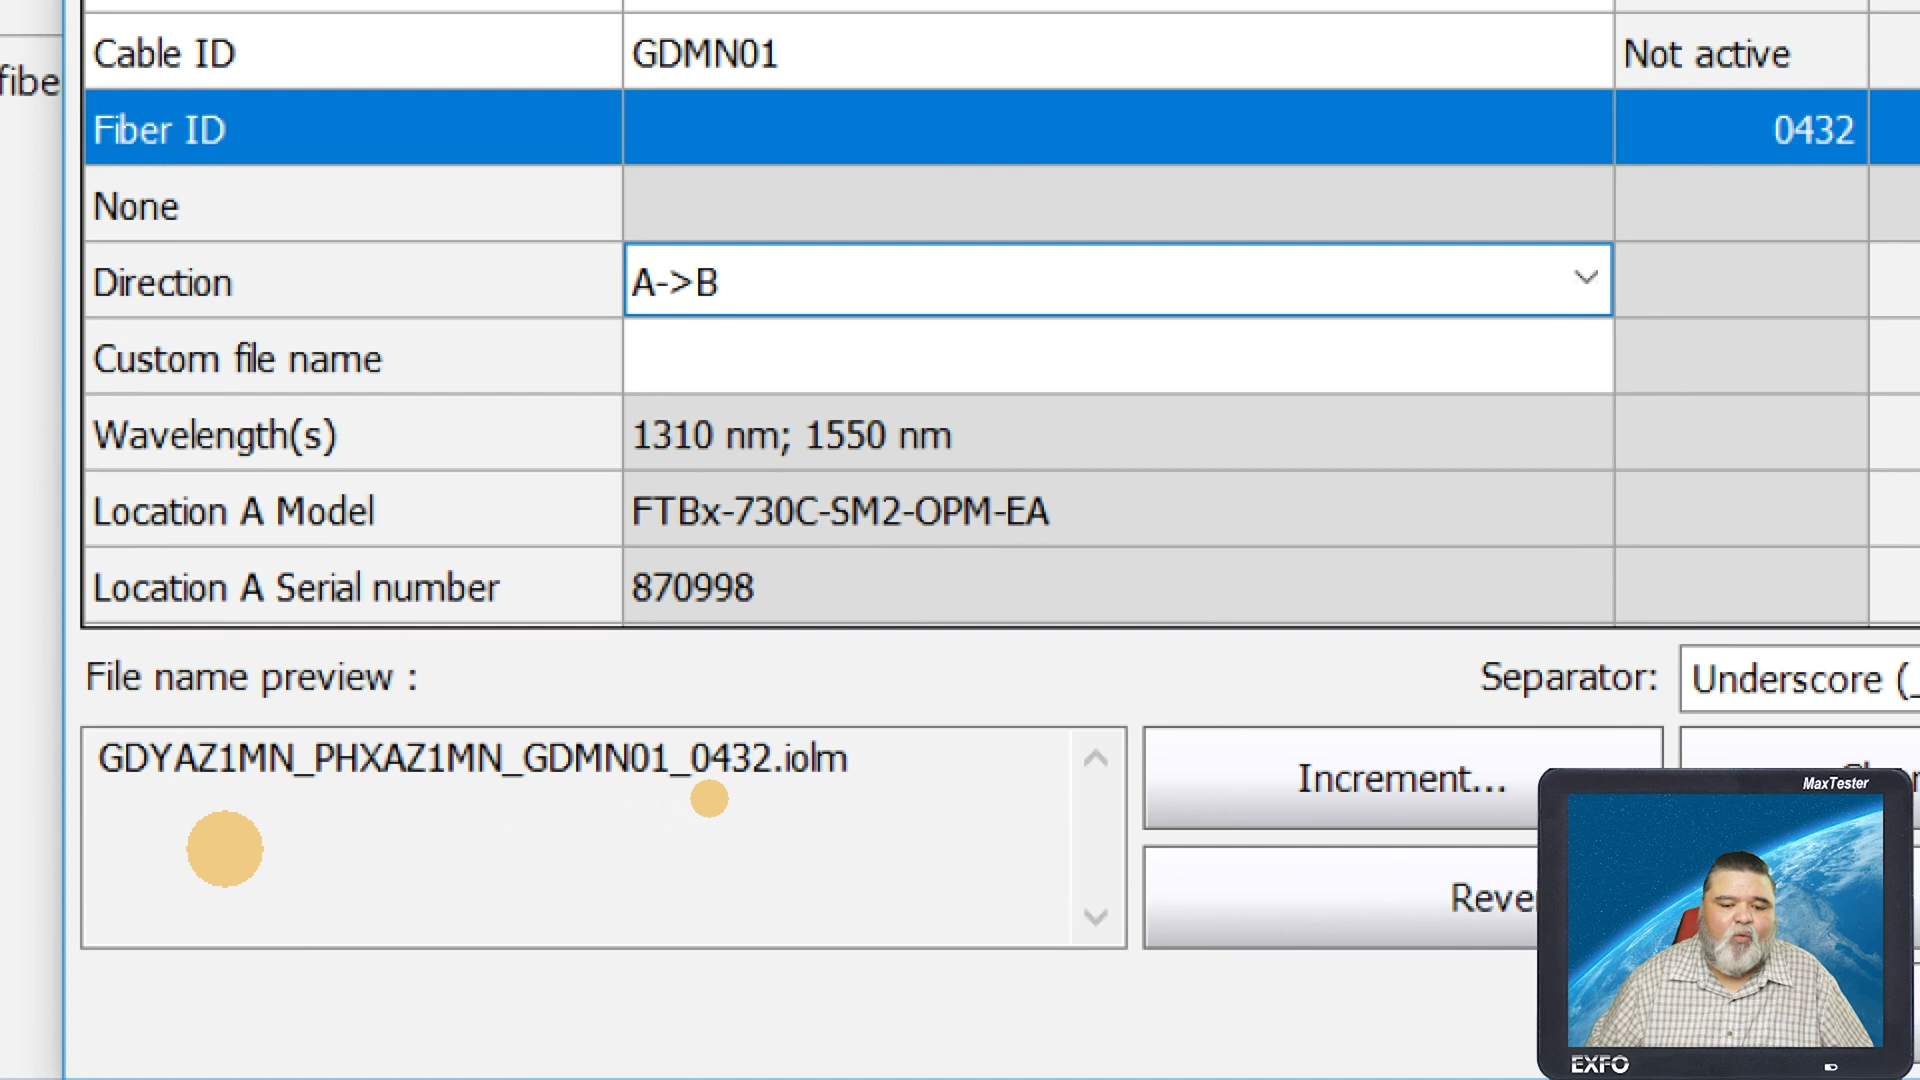 fibe
Cable ID GDMN01 Not active
Fiber ID 0432
None
Direction A->B
Custom file name
Wavelength(s) 1310 nm; 1550 nm
Location A Model FTBx-730C-SM2-OPM-EA
Location A Serial number 870998
File name preview : Separator: Underscore (_
GDYAZ1MN_PHXAZ1MN_GDMN01_0432.iolm
Increment...
Reve
MaxTester
EXFO